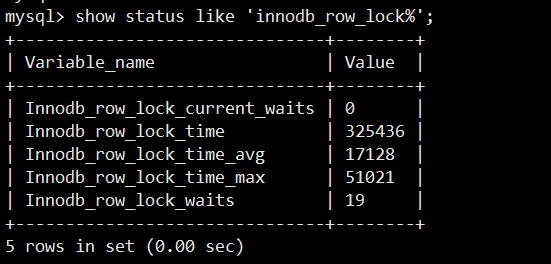 mysql> show status like 'innodb_row_lock%';
+-------------------------------+--------+
| Variable_name                 | Value  |
+-------------------------------+--------+
| Innodb_row_lock_current_waits | 0      |
| Innodb_row_lock_time          | 325436 |
| Innodb_row_lock_time_avg      | 17128  |
| Innodb_row_lock_time_max      | 51021  |
| Innodb_row_lock_waits         | 19     |
+-------------------------------+--------+
5 rows in set (0.00 sec)